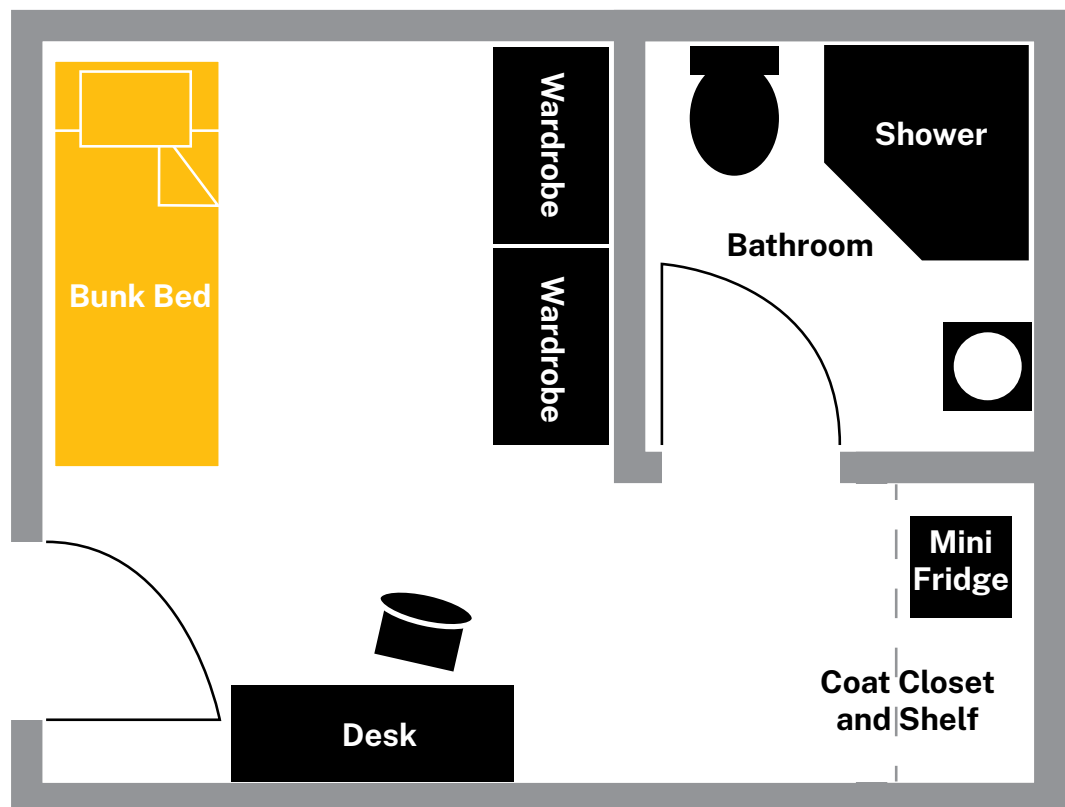 Wardrobe
Shower
Bathroom
Bunk Bed
Wardrobe
Mini
Fridge
Coat Closet
and Shelf
Desk